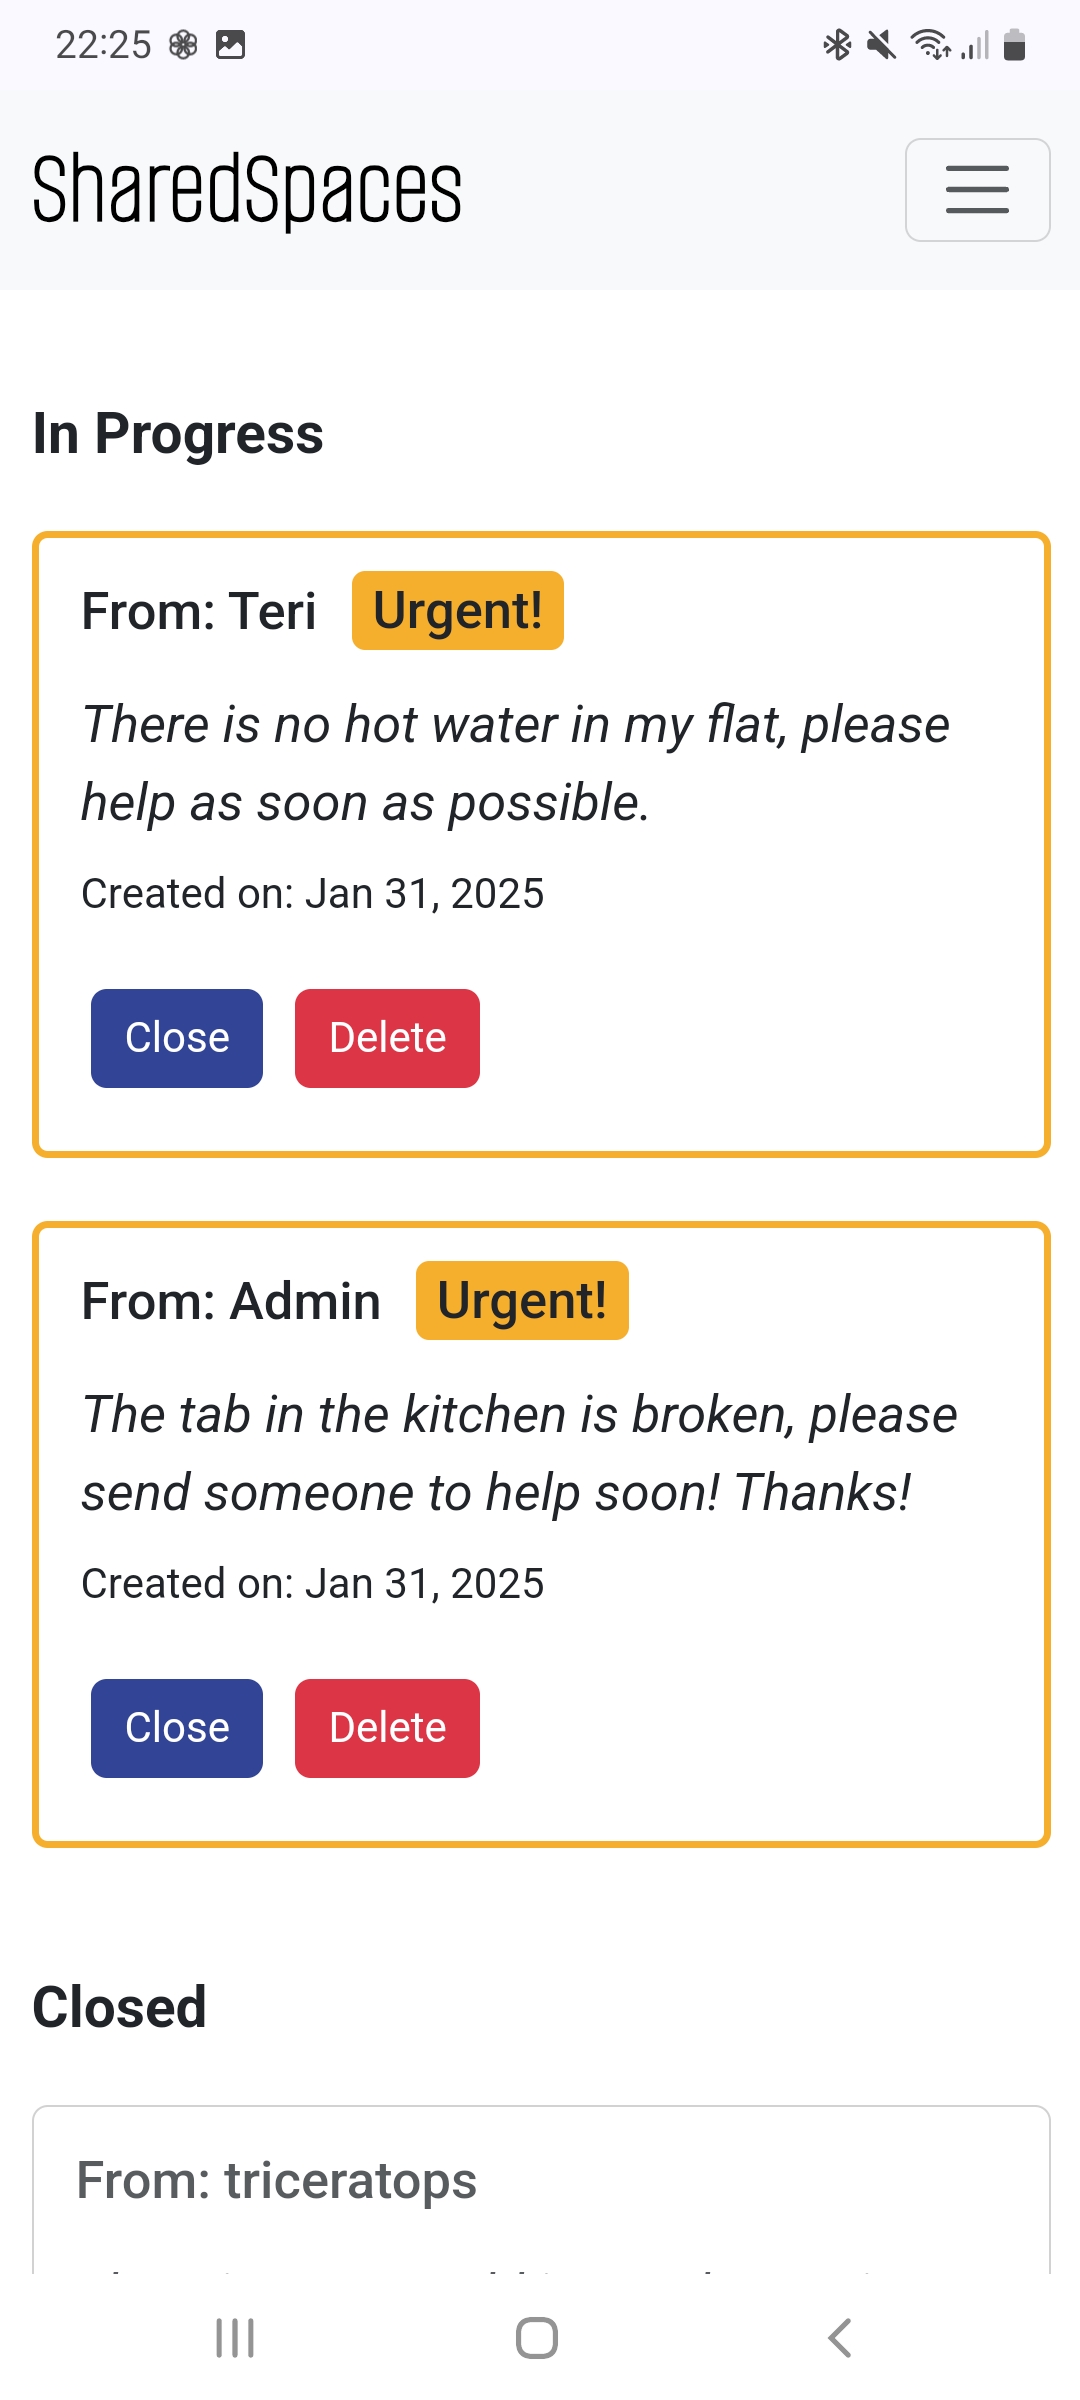 22:25
SharedSpaces
In Progress
From: Teri Urgent!
There is no hot water in my flat, please
help as soon as possible.
Created on: Jan 31, 2025
Close Delete
From: Admin Urgent!
The tab in the kitchen is broken, please
send someone to help soon! Thanks!
Created on: Jan 31, 2025
Close Delete
Closed
From: triceratops